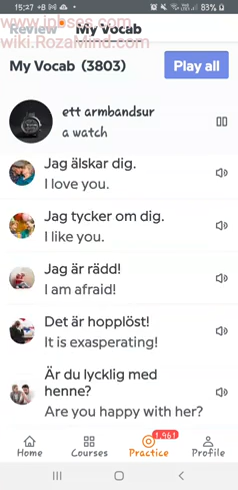 15:27 +B 83%
www.inhses.com
Review My Vocab
wiki.RozaMind.com
My Vocab (3803) Play all
ett armbandsur
a watch
Jag älskar dig.
I love you.
Jag tycker om dig.
I like you.
Jag är rädd!
I am afraid!
Det är hopplöst!
It is exasperating!
Är du lycklig med
henne?
Are you happy with her?
1,961
Home Courses Practice Profile